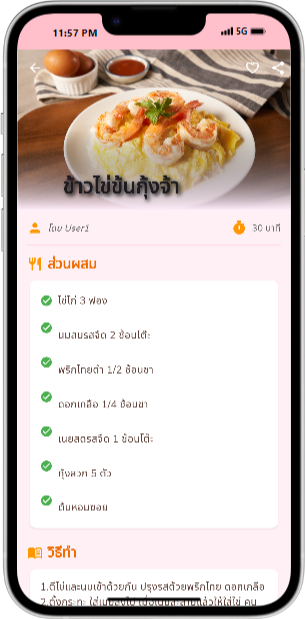 11:57 PM
5G
ข้าวไข่ข้นกุ้งจ้า
โดย User1
30 นาที
ส่วนผสม
ไข่ไก่ 3 ฟอง
นมสดรสจืด 2 ช้อนโต๊ะ
พริกไทยดำ 1/2 ช้อนชา
ดอกเกลือ 1/4 ช้อนชา
เนยสดรสจืด 1 ช้อนโต๊ะ
กุ้งลวก 5 ตัว
ต้นหอมซอย
วิธีทำ
1.ตีไข่และนมเข้าด้วยกัน ปรุงรสด้วยพริกไทย ดอกเกลือ
2.ตั้งกระทะ ใส่เนยลงไป เมื่อเนยละลายแล้วให้ใส่ไข่ คน